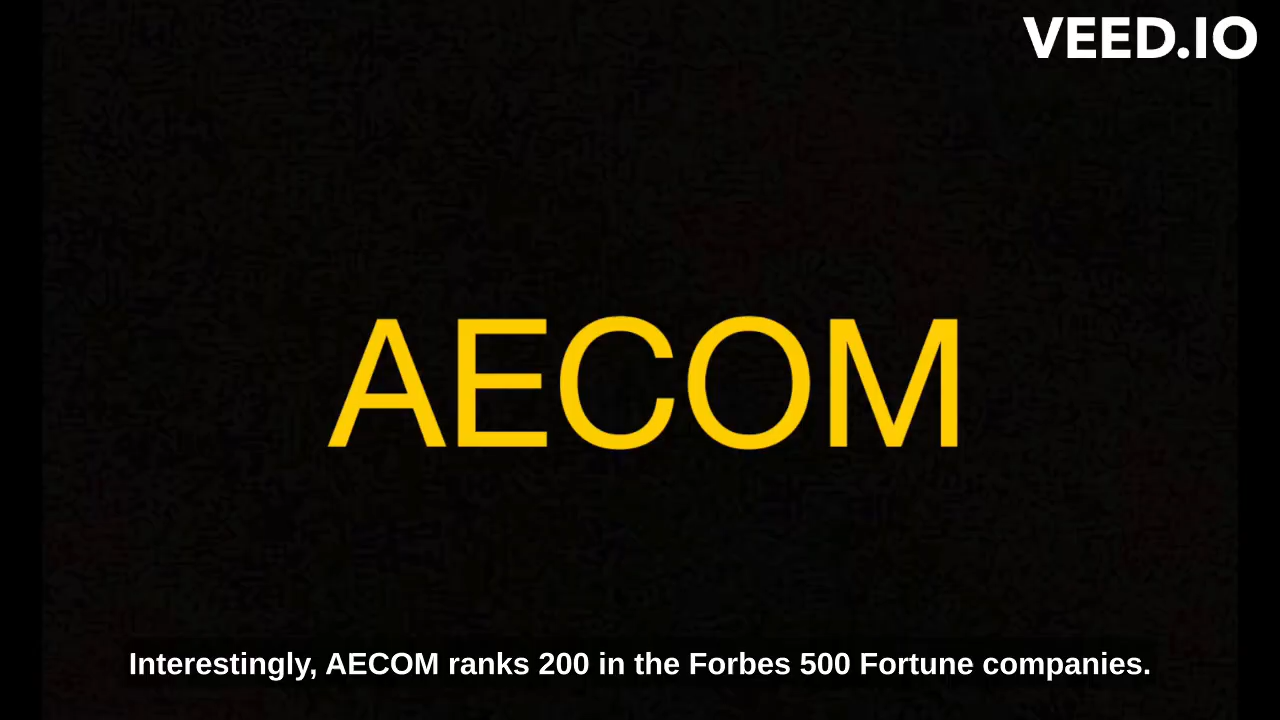 VEED.IO
AECOM
Interestingly, AECOM ranks 200 in the Forbes 500 Fortune companies.